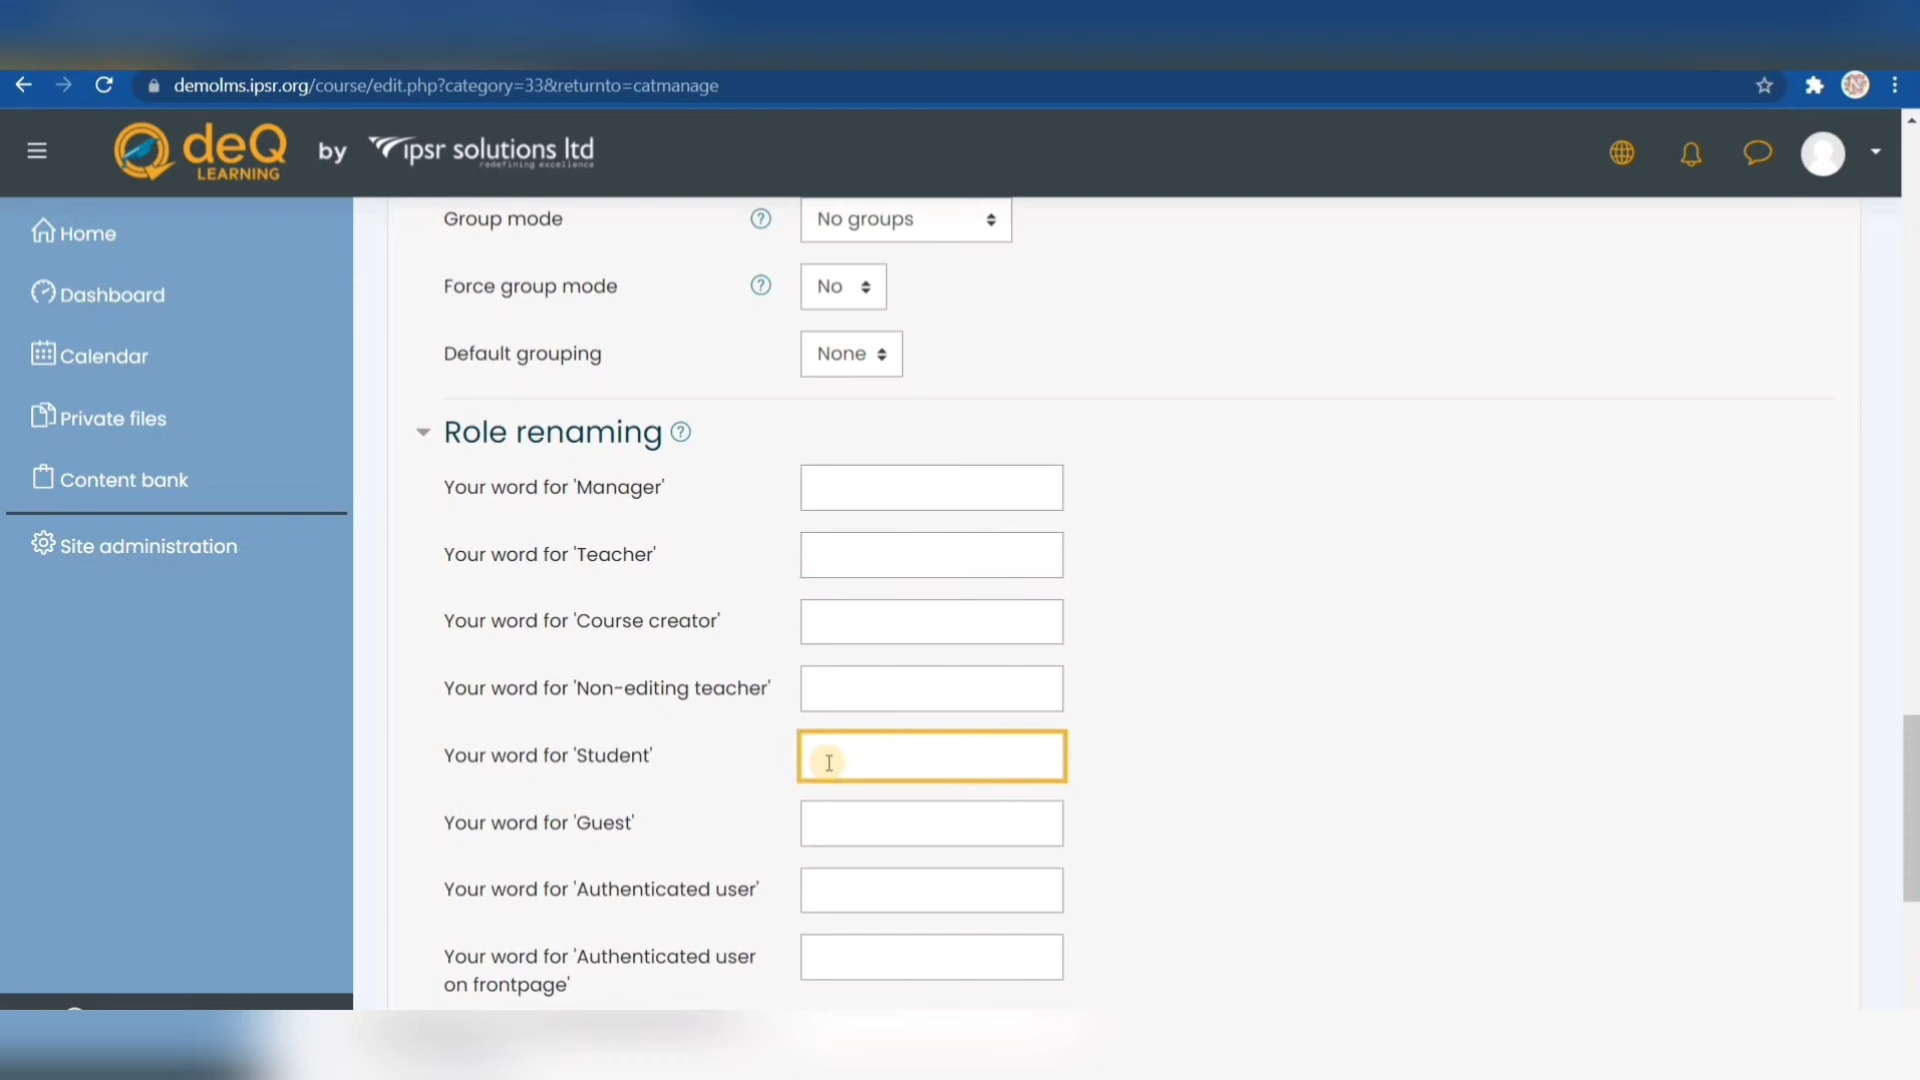 demolms.ipsr.org/course/edit.php?category=33&returnto=catmanage
deQ LEARNING by ipsr solutions ltd
redefining excellence
Home
Dashboard
Calendar
Private files
Content bank
Site administration
Group mode ? No groups
Force group mode ? No
Default grouping None
Role renaming ?
Your word for 'Manager'
Your word for 'Teacher'
Your word for 'Course creator'
Your word for 'Non-editing teacher'
Your word for 'Student'
Your word for 'Guest'
Your word for 'Authenticated user'
Your word for 'Authenticated user
on frontpage'